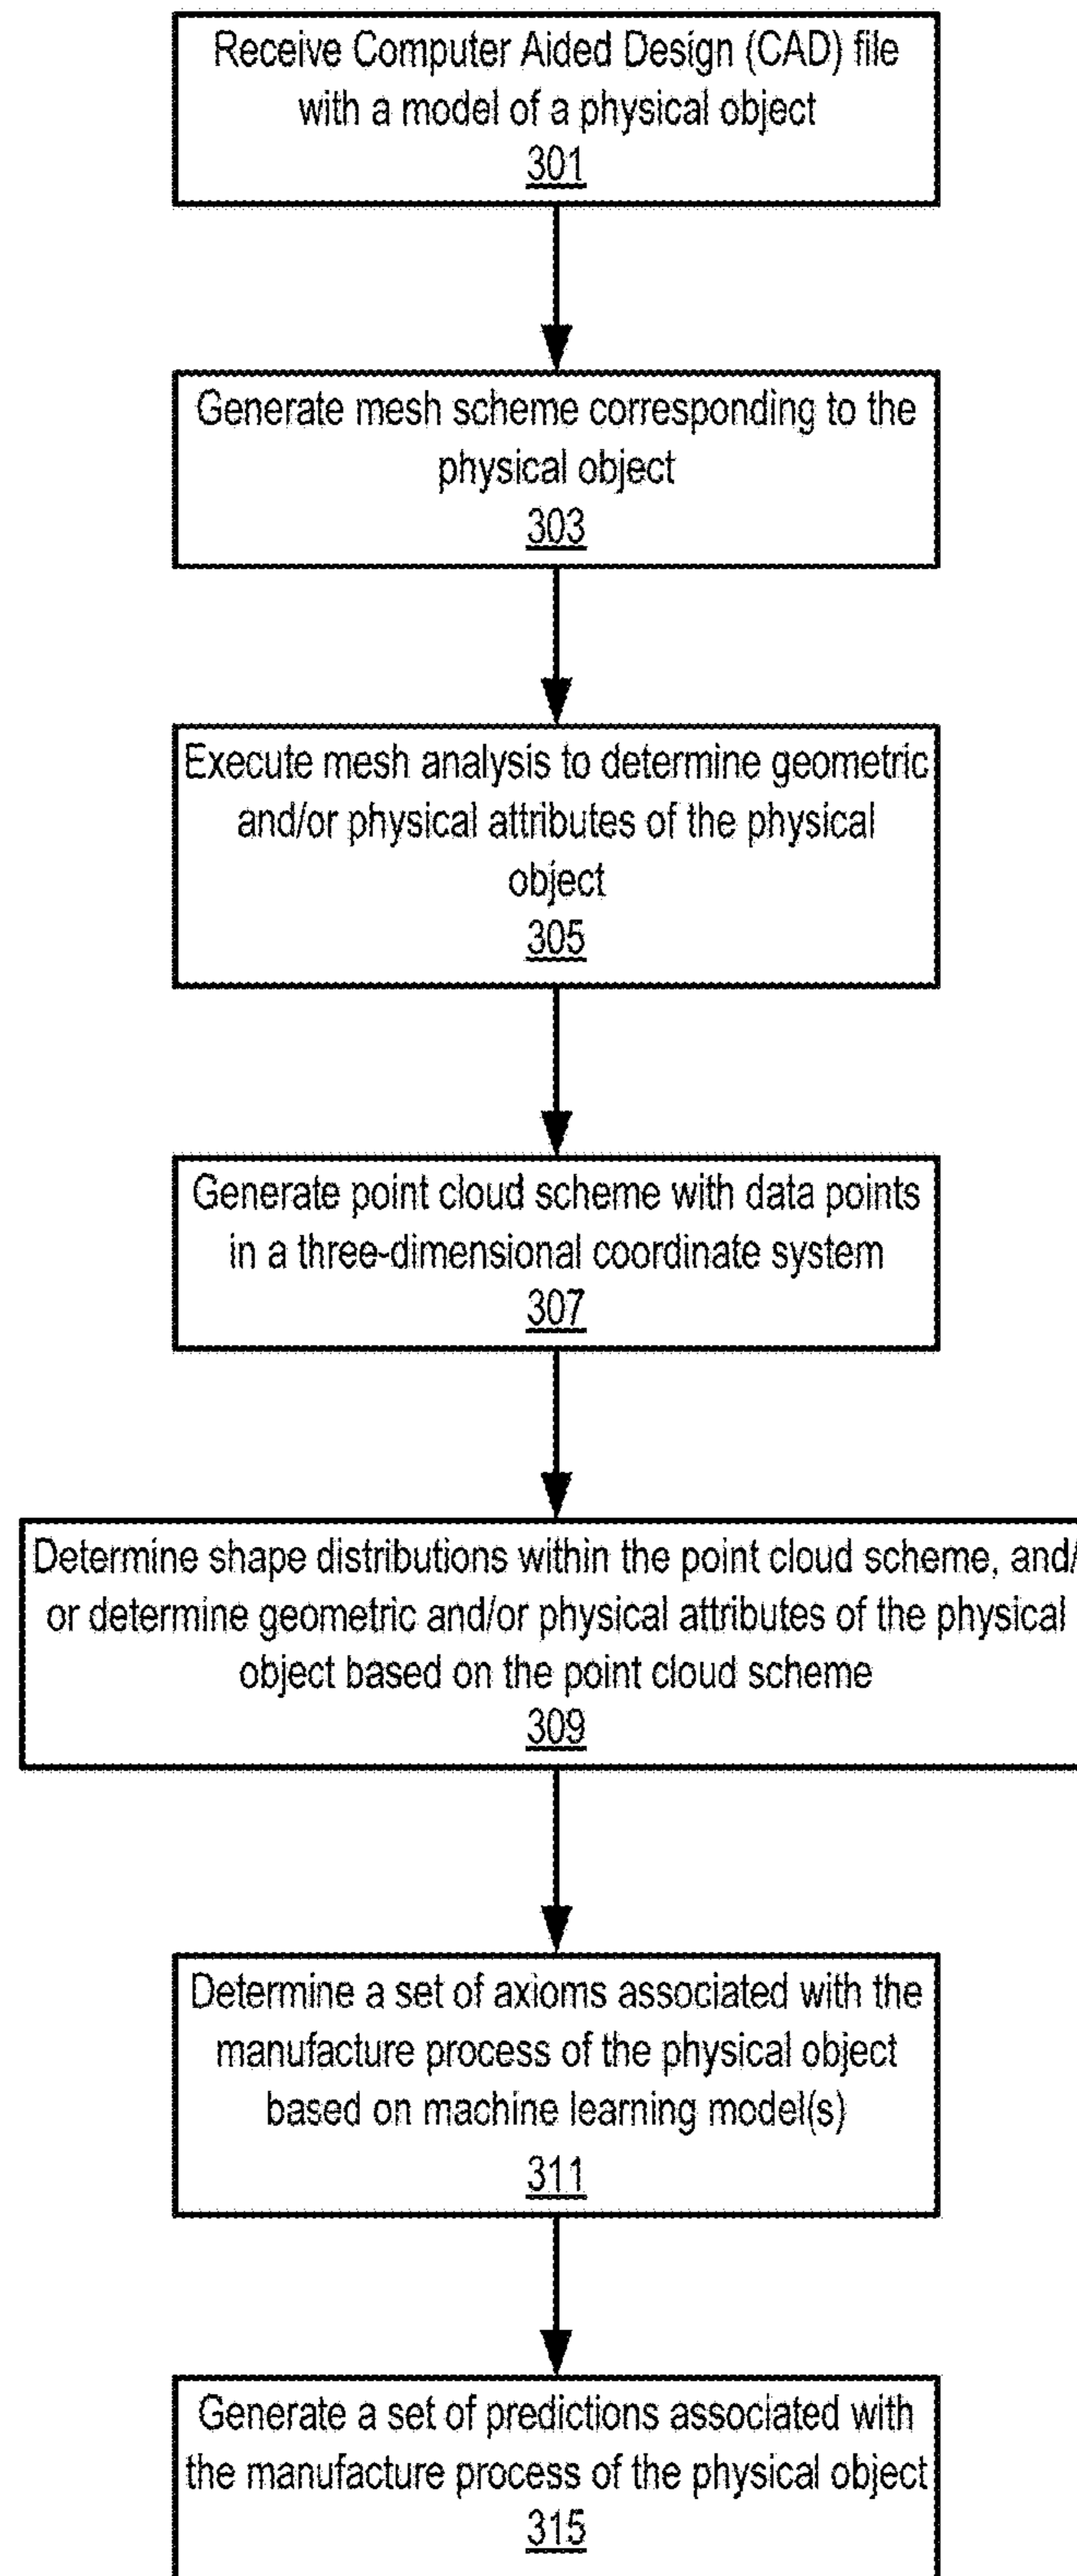 Receive Computer Aided Design (CAD) file
with a model of a physical object
301
Generate mesh scheme corresponding to the
physical object
303
Execute mesh analysis to determine geometric
and/or physical attributes of the physical
object
305
Generate point cloud scheme with data points
in a three-dimensional coordinate system
307
Determine shape distributions within the point cloud scheme, and/
or determine geometric and/or physical attributes of the physical
object based on the point cloud scheme
309
Determine a set of axioms associated with the
manufacture process of the physical object
based on machine learning model(s)
311
Generate a set of predictions associated with
the manufacture process of the physical object
315